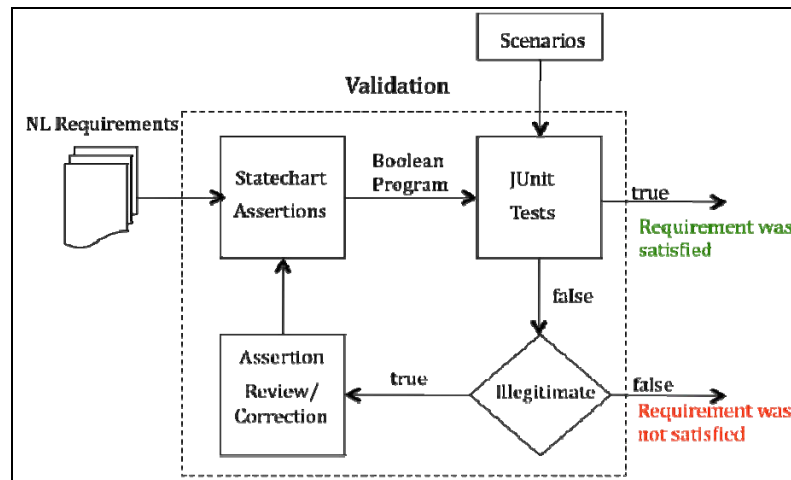 Scenarios
Validation
NL Requirements
Statechart
Assertions
Boolean
Program
JUnit
Tests
true
Requirement was
satisfied
false
Assertion
Review/
Correction
true
Illegitimate
false
Requirement was
not satisfied